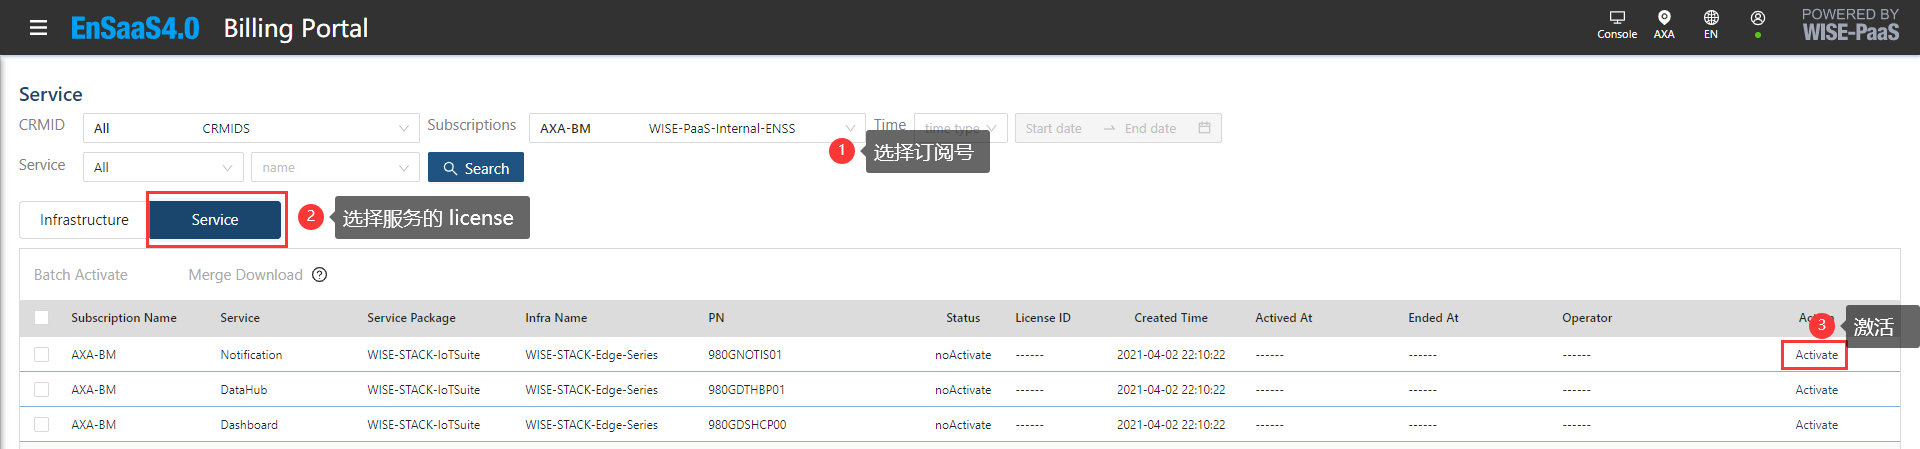 EnSaaS4.0 Billing Portal Console AXA EN POWERED BY WISE-PaaS
Service
CRMID All CRMIDS Subscriptions AXA-BM WISE-PaaS-Internal-ENSS Time time type Start date → End date
1 选择订阅号
Service All name Search
Infrastructure Service 2 选择服务的 license
Batch Activate Merge Download ?
Subscription Name Service Service Package Infra Name PN Status License ID Created Time Actived At Ended At Operator 3 激活
AXA-BM Notification WISE-STACK-IoTSuite WISE-STACK-Edge-Series 980GNOTIS01 noActivate ------ 2021-04-02 22:10:22 ------ ------ ------ Activate
AXA-BM DataHub WISE-STACK-IoTSuite WISE-STACK-Edge-Series 980GDTHBP01 noActivate ------ 2021-04-02 22:10:22 ------ ------ ------ Activate
AXA-BM Dashboard WISE-STACK-IoTSuite WISE-STACK-Edge-Series 980GDSHCP00 noActivate ------ 2021-04-02 22:10:22 ------ ------ ------ Activate